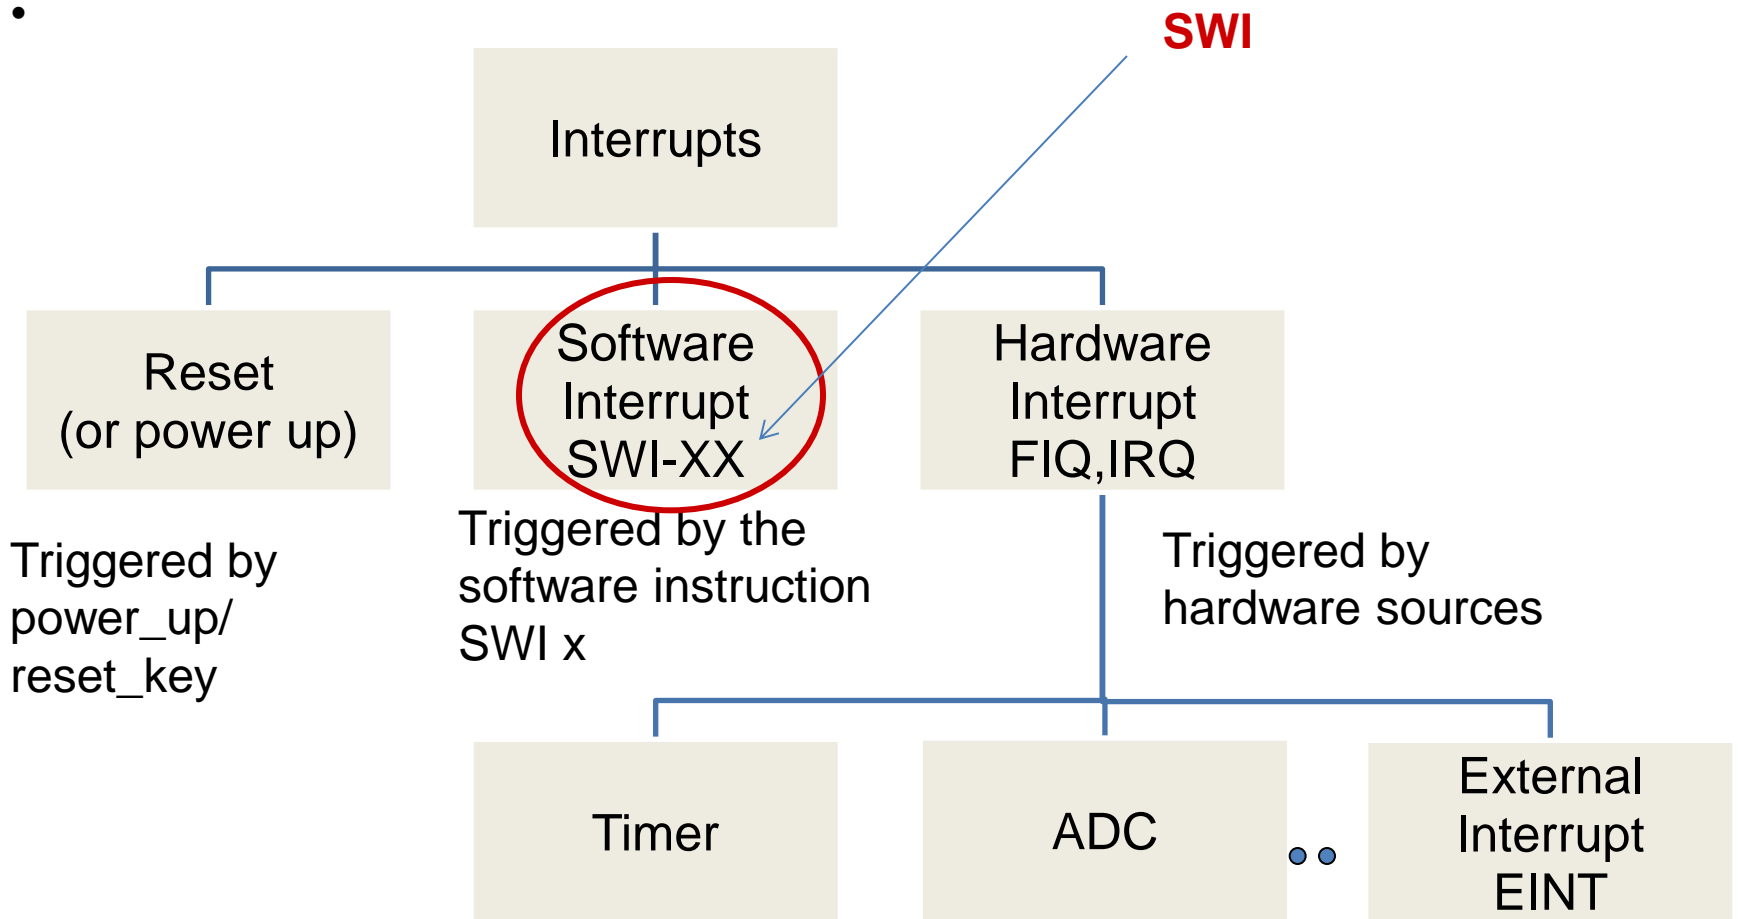 •
SWI
Interrupts
Reset
(or power up)
Software
Interrupt
SWI-XX
Hardware
Interrupt
FIQ,IRQ
Triggered by
power_up/
reset_key
Triggered by the
software instruction
SWI x
Triggered by
hardware sources
Timer
ADC
External
Interrupt
EINT